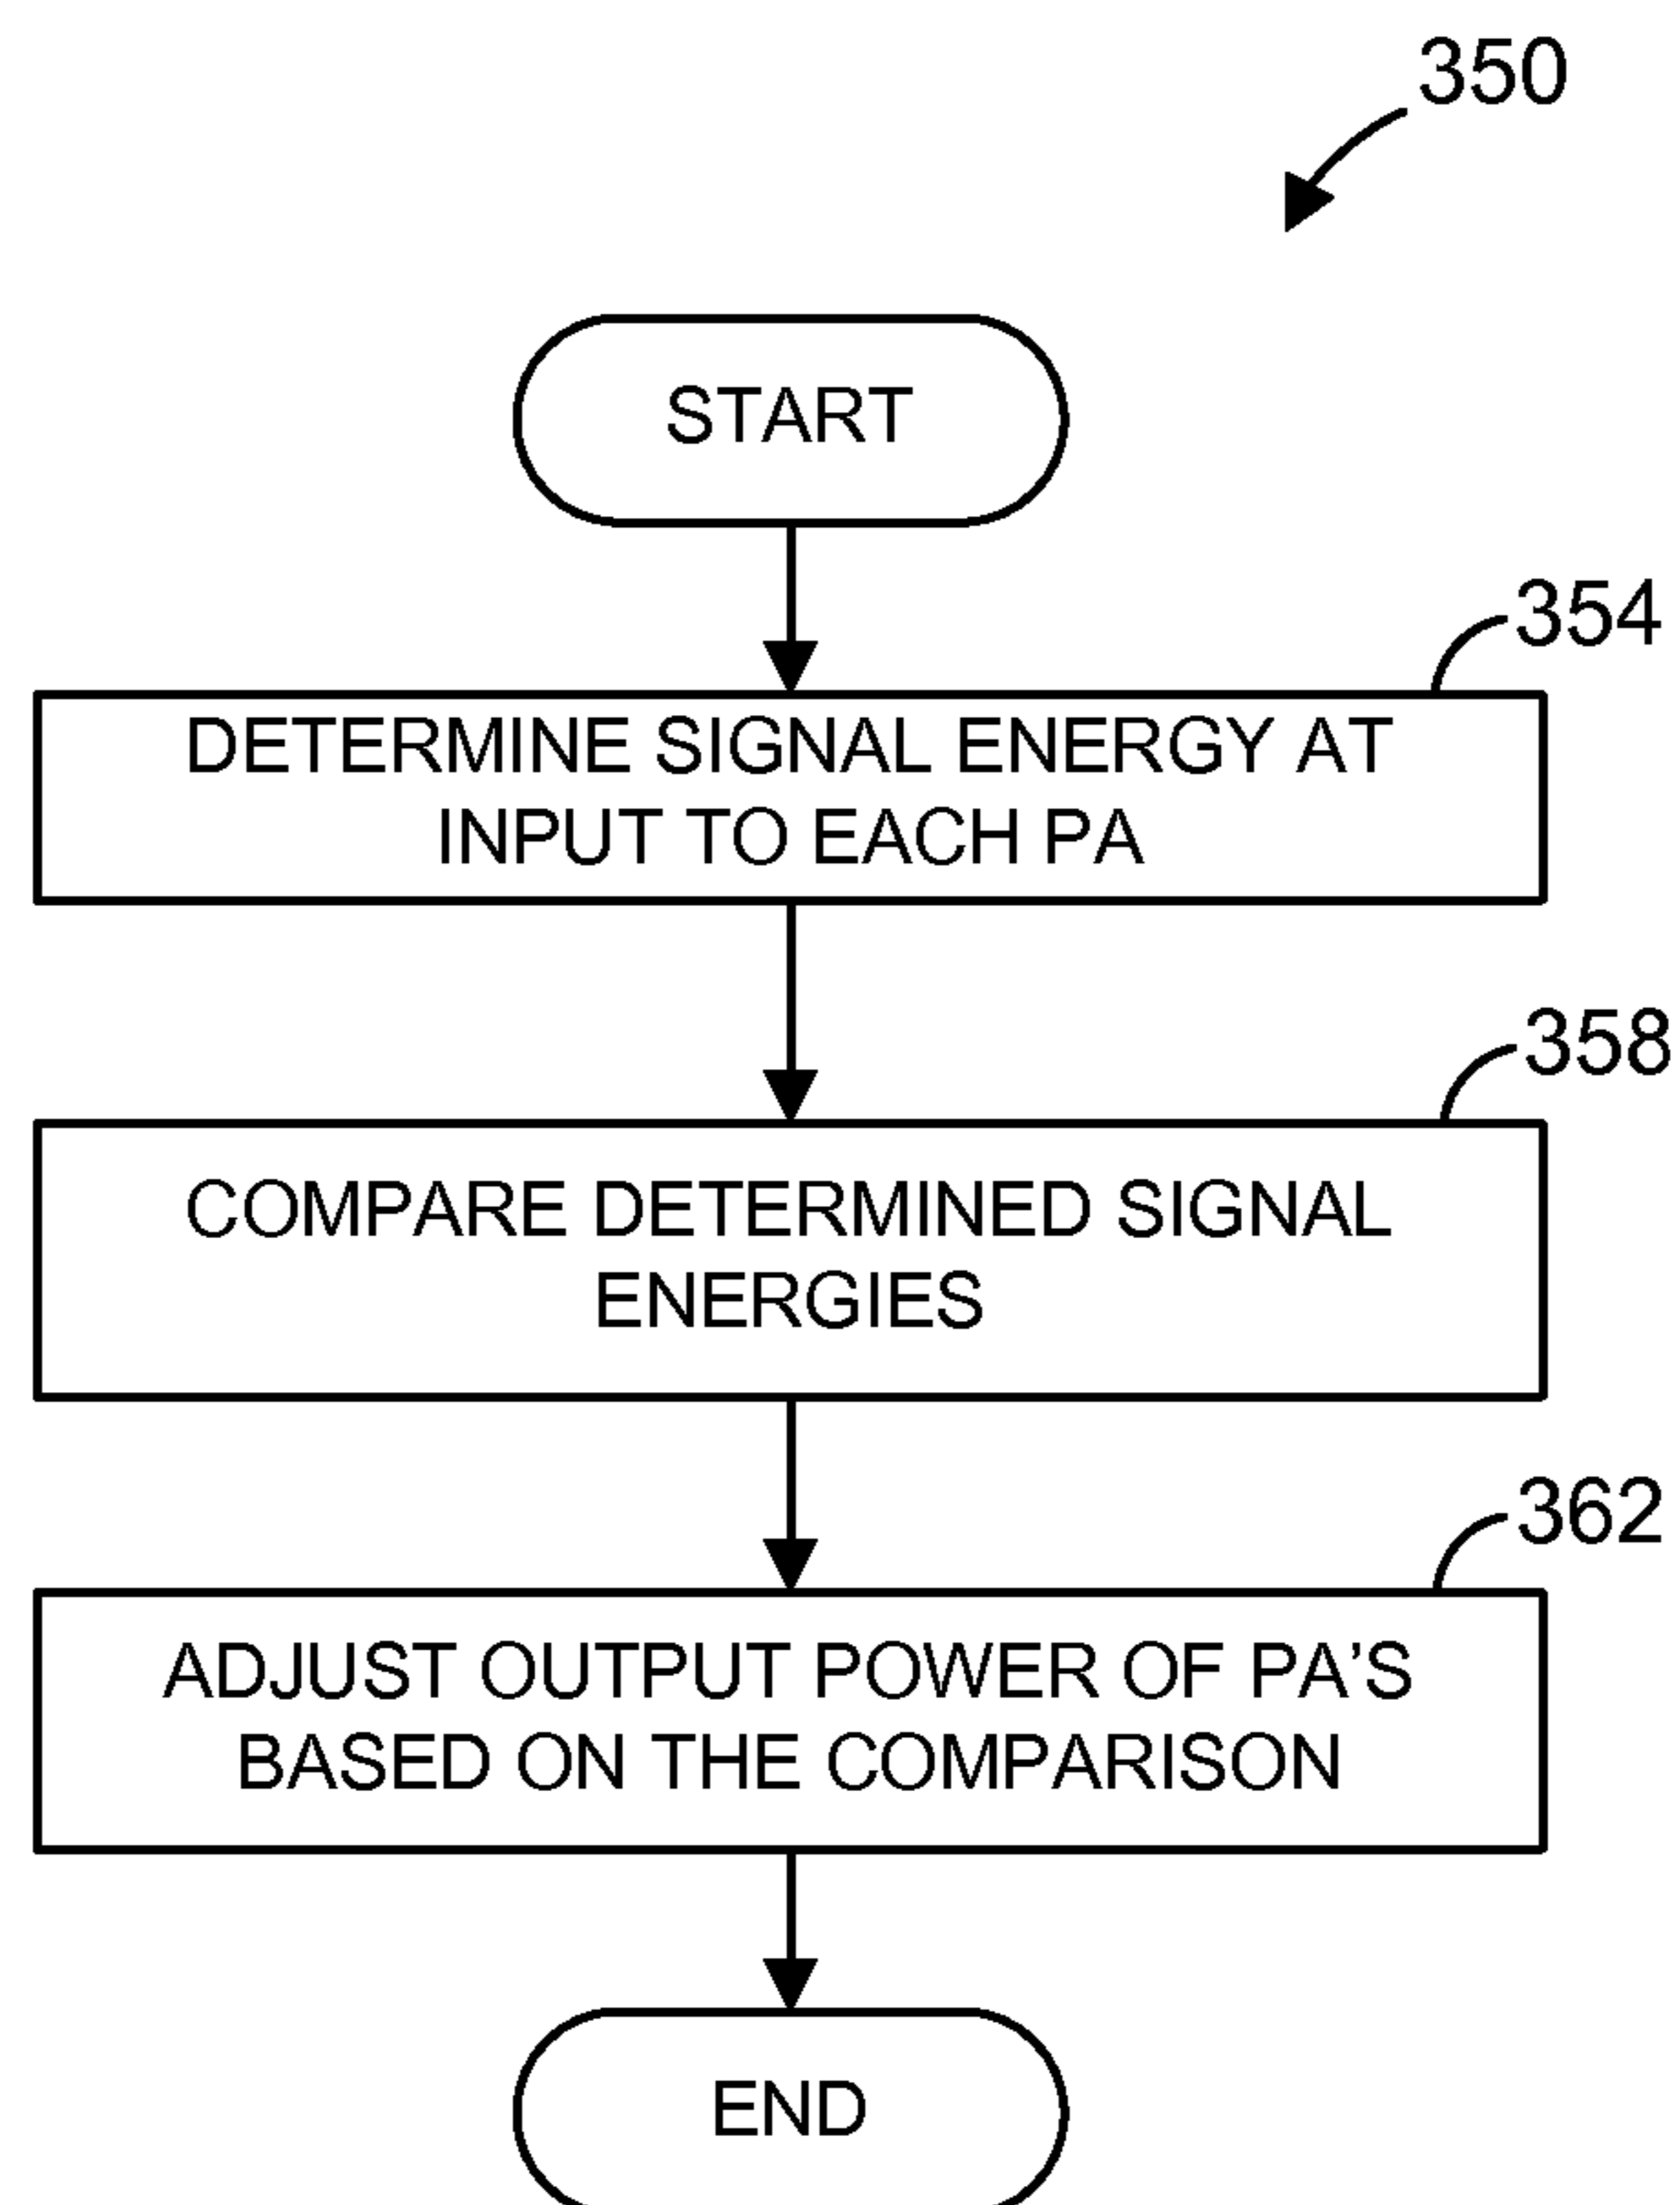 350
START
354
DETERMINE SIGNAL ENERGY AT
INPUT TO EACH PA
358
COMPARE DETERMINED SIGNAL
ENERGIES
362
ADJUST OUTPUT POWER OF PA’S
BASED ON THE COMPARISON
END